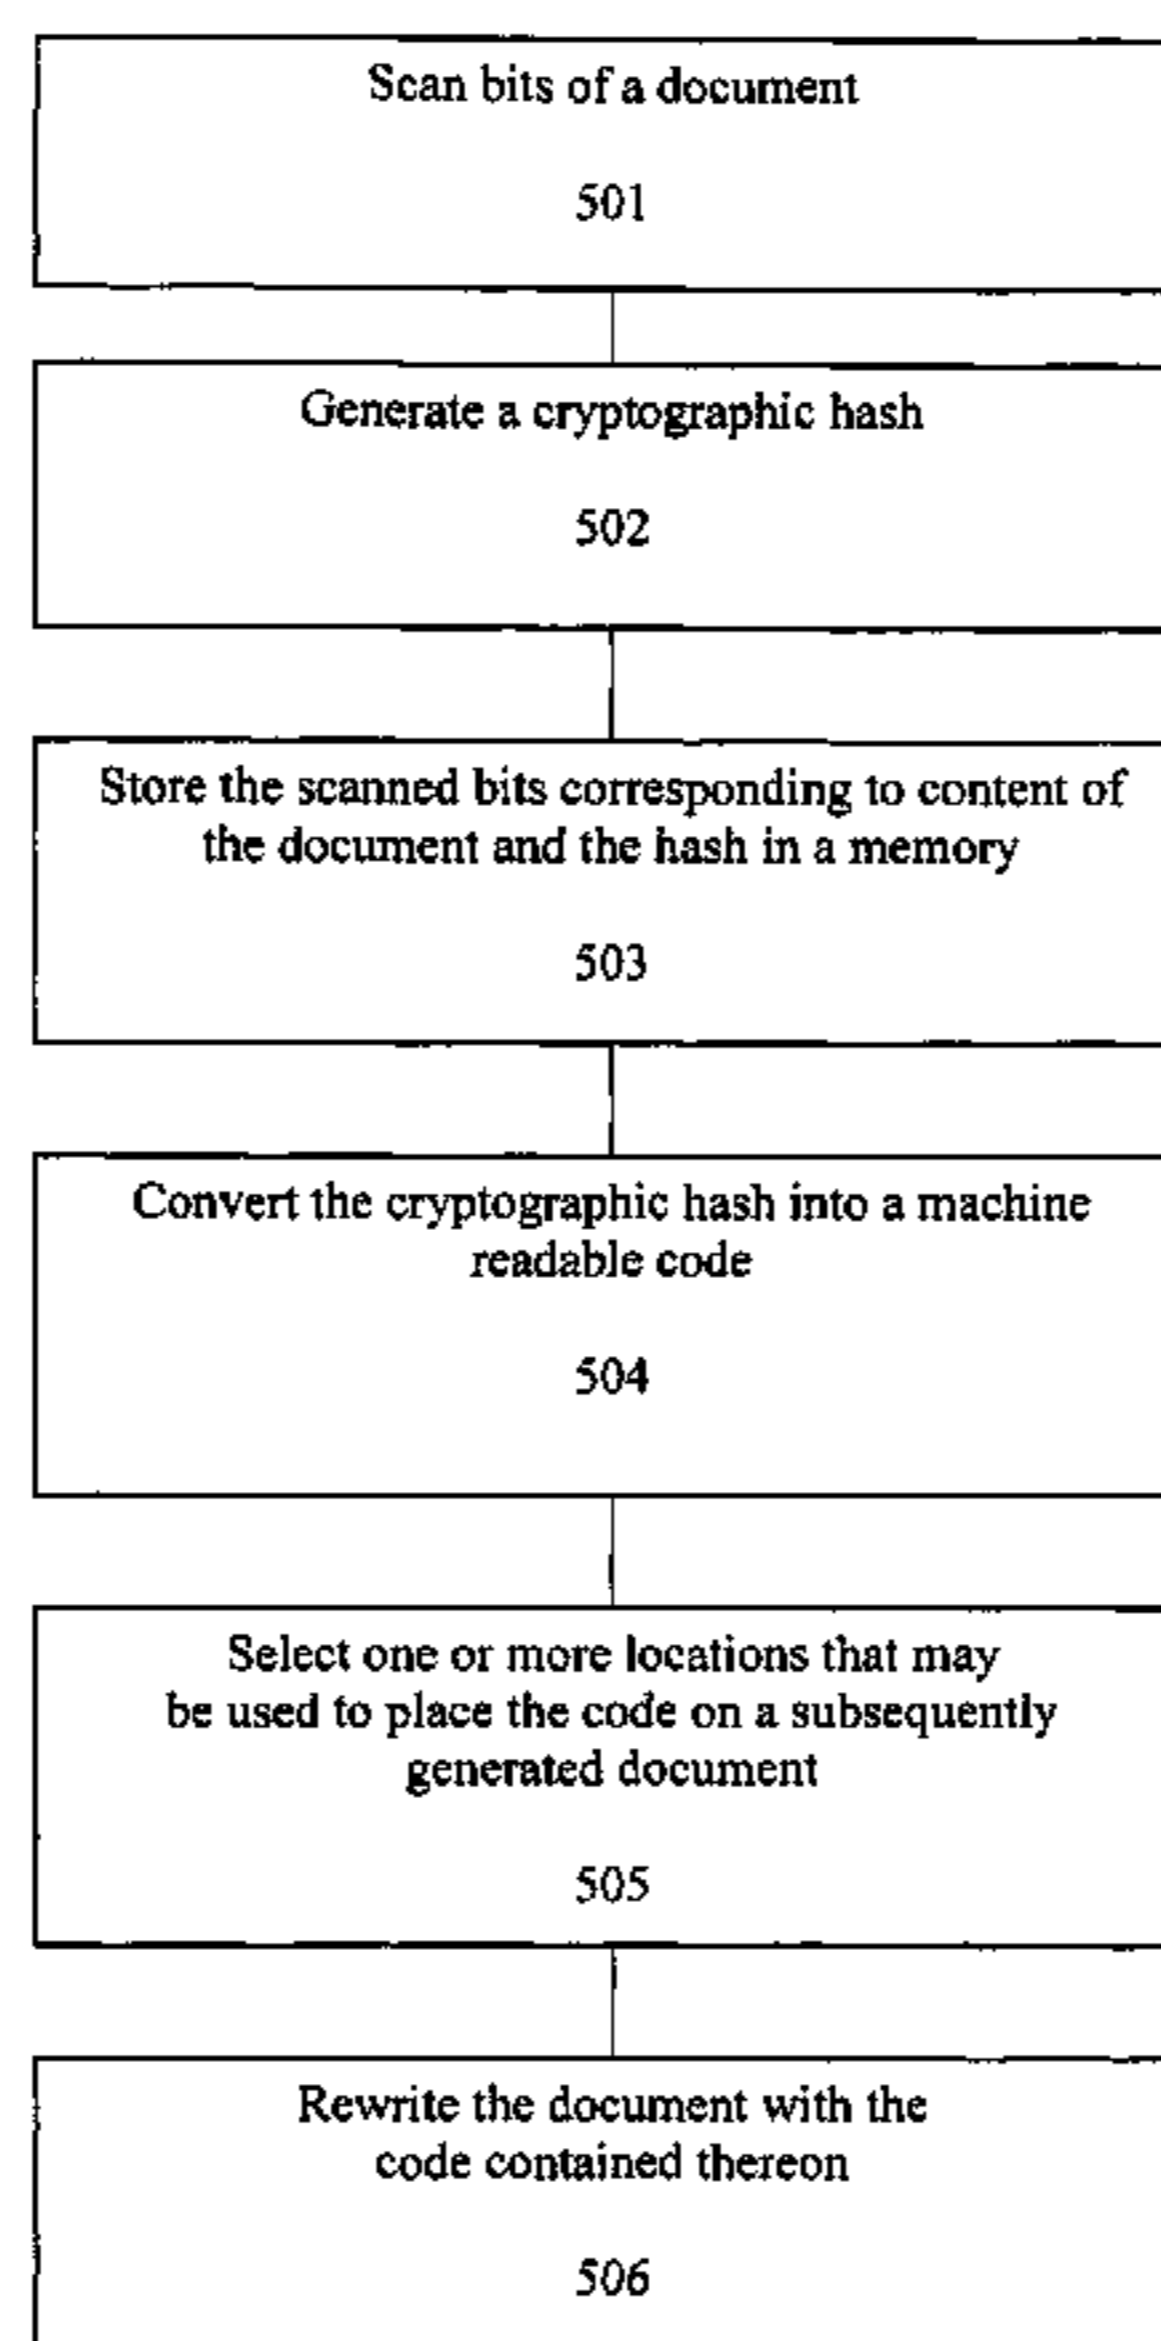 Scan bits of a document
501
Generate a cryptographic hash
502
Store the scanned bits corresponding to content of
the document and the hash in a memory
503
Convert the cryptographic hash into a machine
readable code
504
Select one or more locations that may
be used to place the code on a subsequently
generated document
505
Rewrite the document with the
code contained thereon
506